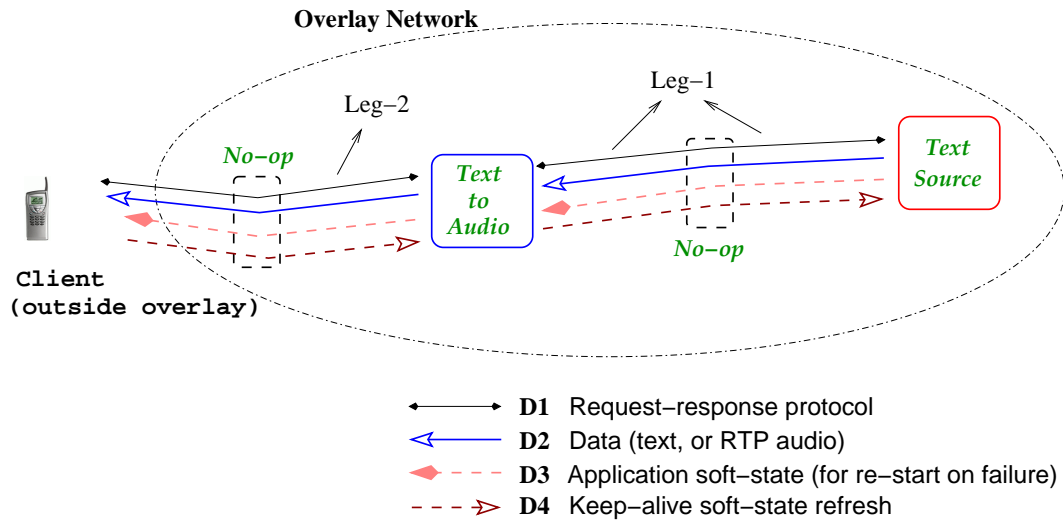 Overlay Network
Leg−1
Leg−2
No−op
Text
to
Audio
Text
Source
No−op
Client
(outside overlay)
D1 Request−response protocol
D2 Data (text, or RTP audio)
D3 Application soft−state (for re−start on failure)
D4 Keep−alive soft−state refresh